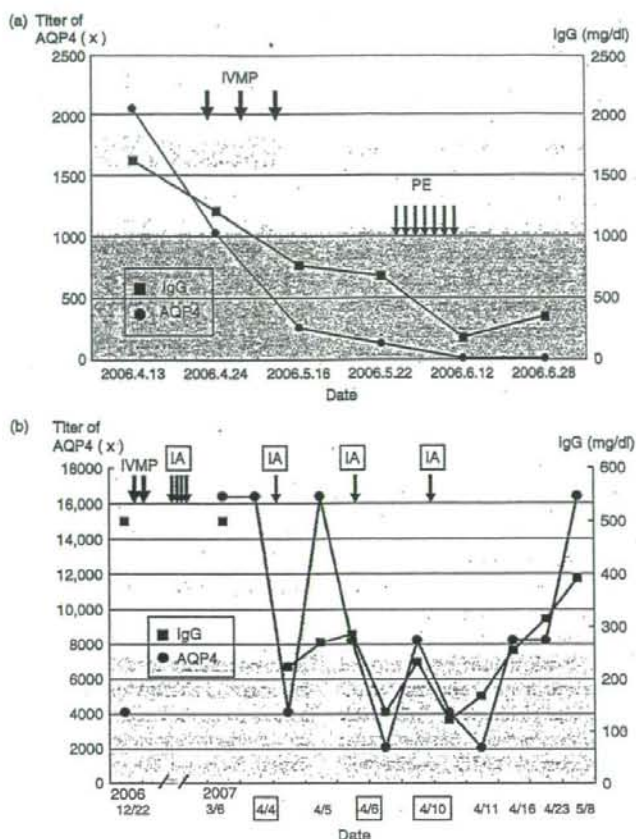 (a) Titer of AQP4 (x)
IgG (mg/dl)
2500 2500
IVMP
2000 2000
1500 1500
PE
1000 1000
IgG
500 500
AQP4
0 0
2006.4.13 2006.4.24 2006.5.16 2006.5.22 2006.6.12 2006.6.28
Date
(b) Titer of AQP4 (x)
IgG (mg/dl)
IVMP IA IA IA IA
18000 600
16,000
500
14,000
12,000 400
10,000
IgG 300
8000
AQP4
6000 200
4000
100
2000
0 0
2006 2007
12/22 3/6 4/4 4/5 4/6 4/10 4/11 4/16 4/23 5/8
Date